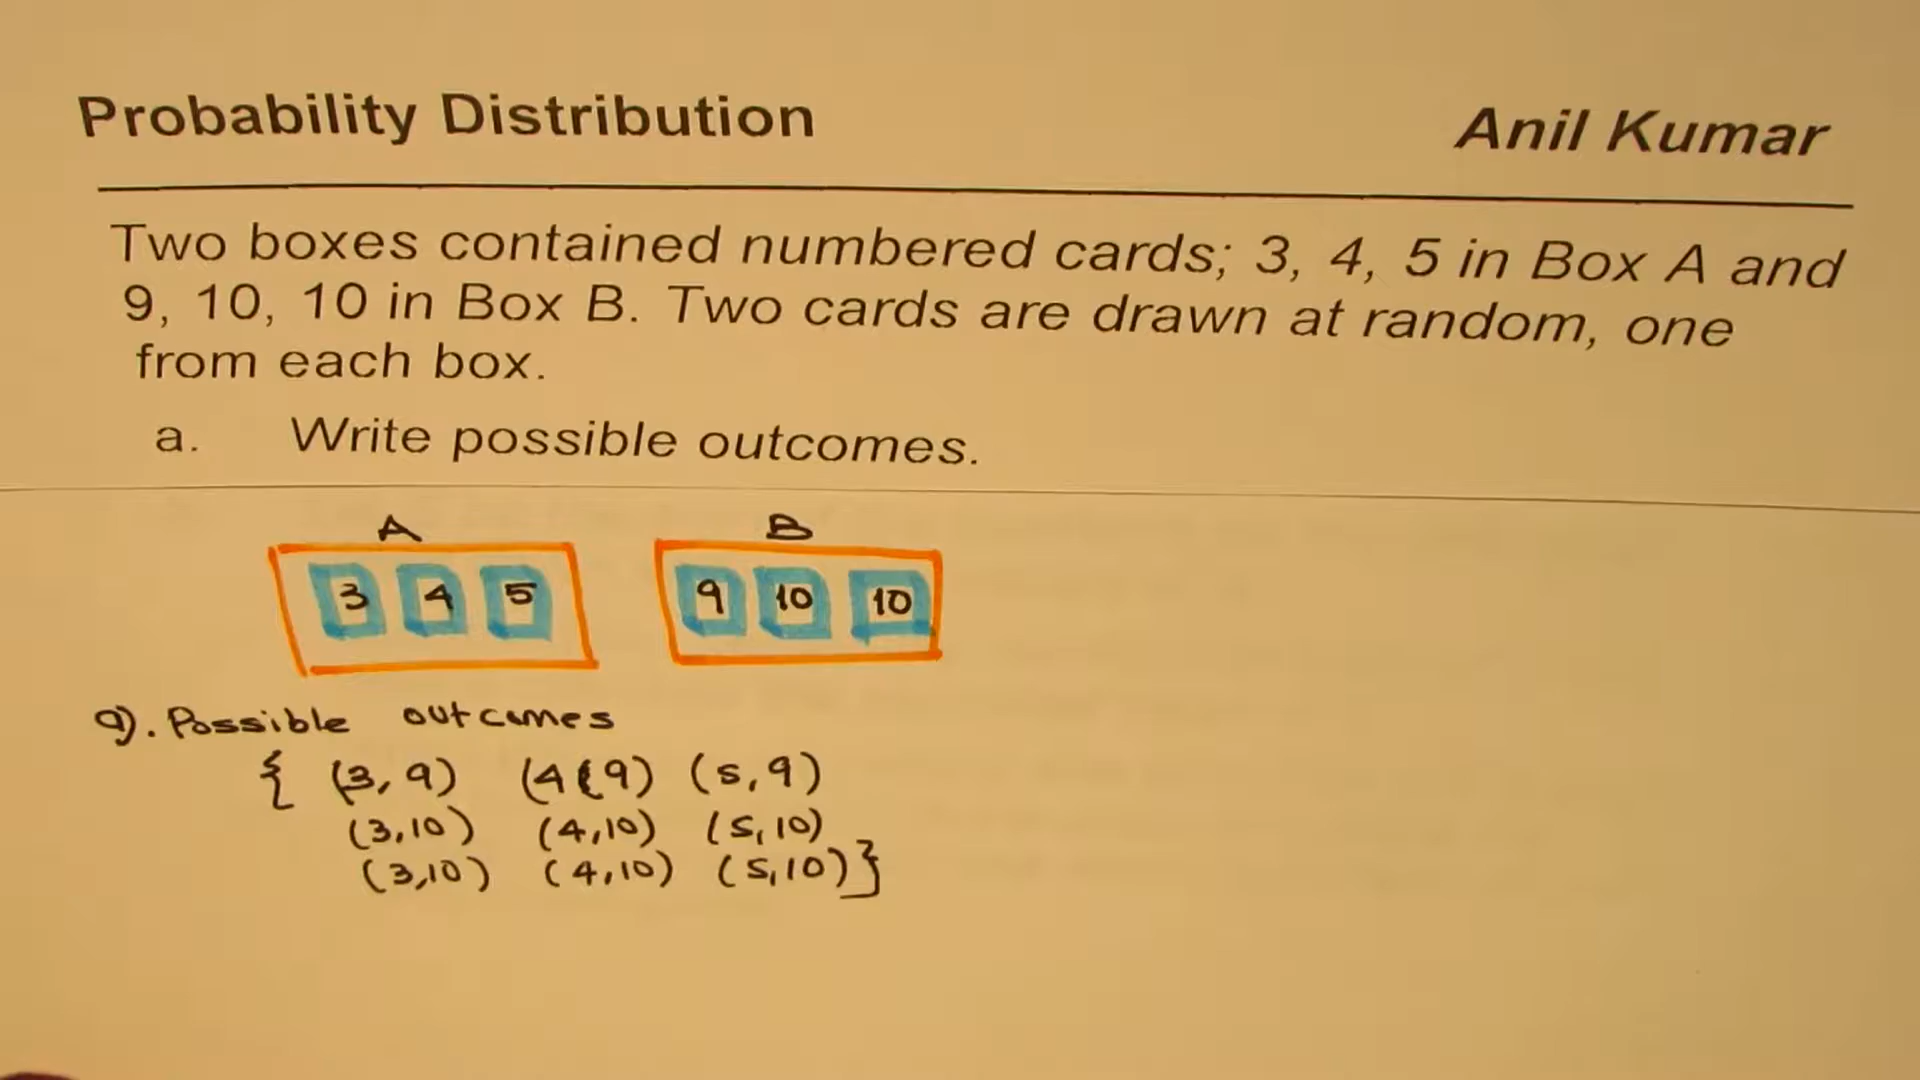 Probability Distribution Anil Kumar
Two boxes contained numbered cards; 3, 4, 5 in Box A and
9, 10, 10 in Box B. Two cards are drawn at random, one
from each box.
a. Write possible outcomes.
A B
3 4 5 9 10 10
a). Possible outcomes
{ (3, 9) (4, 9) (5, 9)
(3, 10) (4, 10) (5, 10)
(3, 10) (4, 10) (5, 10) }